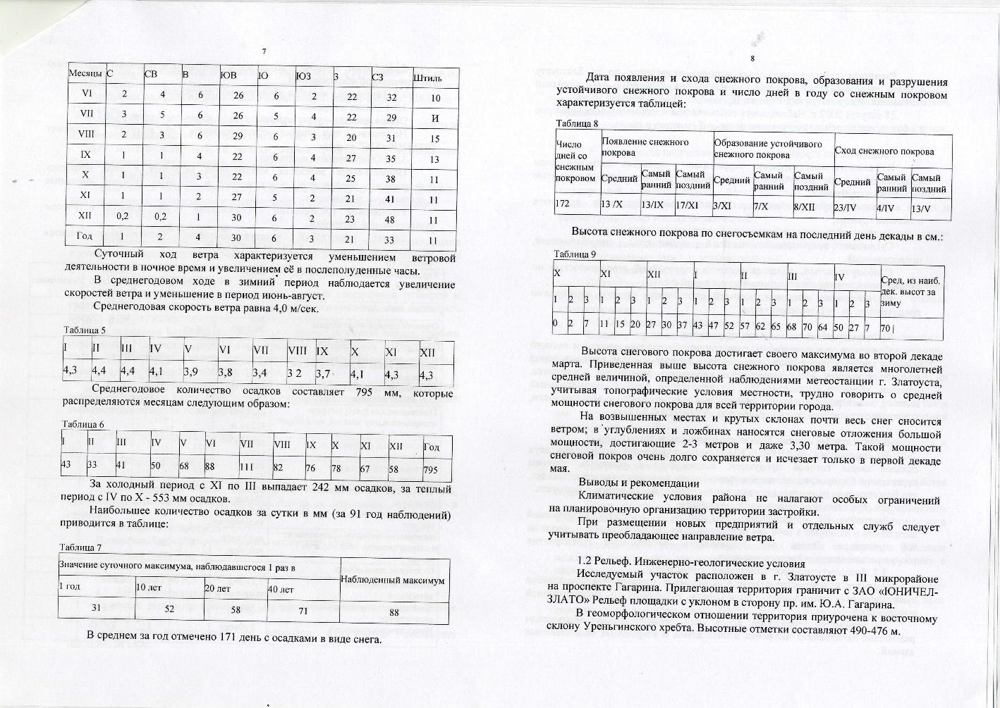 7
Месяцы С СВ В ЮВ Ю ЮЗ З СЗ Штиль
VI 2 4 6 26 6 2 22 32 10
VII 3 5 6 26 5 4 22 29 И
VIII 2 3 6 29 6 3 20 31 15
IX 1 1 4 22 6 4 27 35 13
X 1 1 3 22 6 4 25 38 11
XI 1 1 2 27 5 2 21 41 11
XII 0,2 0,2 1 30 6 2 23 48 11
Год 1 2 4 30 6 3 21 33 11
Суточный ход ветра характеризуется уменьшением ветровой
деятельности в ночное время и увеличением её в послеполуденные часы.
В среднегодовом ходе в зимний период наблюдается увеличение
скоростей ветра и уменьшение в период июнь-август.
Среднегодовая скорость ветра равна 4,0 м/сек.
Таблица 5
I II III IV V VI VII VIII IX X XI XII
4,3 4,4 4,4 4,1 3,9 3,8 3,4 3 2 3,7 4,1 4,3 4,3
Среднегодовое количество осадков составляет 795 мм, которые
распределяются месяцам следующим образом:
Таблица 6
I II III IV V VI VII VIII IX X XI XII Год
43 33 41 50 68 88 111 82 76 78 67 58 795
За холодный период с XI по III выпадает 242 мм осадков, за теплый
период с IV по X - 553 мм осадков.
Наибольшее количество осадков за сутки в мм (за 91 год наблюдений)
приводится в таблице:
Таблица 7
Значение суточного максимума, наблюдавшегося 1 раз в
Наблюденный максимум
1 год 10 лет 20 лет 40 лет
31 52 58 71 88
В среднем за год отмечено 171 день с осадками в виде снега.
8
Дата появления и схода снежного покрова, образования и разрушения
устойчивого снежного покрова и число дней в году со снежным покровом
характеризуется таблицей:
Таблица 8
Число
дней со
снежным
покровом
Появление снежного
покрова
Образование устойчивого
снежного покрова
Сход снежного покрова
Средний Самый ранний Самый поздний Средний Самый ранний Самый поздний Средний Самый ранний Самый поздний
172 13 /X 13/IX 17/XI 3/XI 7/X 8/XII 23/IV 4/IV 13/V
Высота снежного покрова по снегосъемкам на последний день декады в см.:
Таблица 9
X XI XII I II III IV
Сред, из наиб.
дек. высот за
зиму
1 2 3 1 2 3 1 2 3 1 2 3 1 2 3 1 2 3 1 2 3
0 2 7 11 15 20 27 30 37 43 47 52 57 62 65 68 70 64 50 27 7 70
Высота снегового покрова достигает своего максимума во второй декаде
марта. Приведенная выше высота снежного покрова является многолетней
средней величиной, определенной наблюдениями метеостанции г. Златоуста,
учитывая топографические условия местности, трудно говорить о средней
мощности снегового покрова для всей территории города.
На возвышенных местах и крутых склонах почти весь снег сносится
ветром; в углублениях и ложбинах наносятся снеговые отложения большой
мощности, достигающие 2-3 метров и даже 3,30 метра. Такой мощности
снеговой покров очень долго сохраняется и исчезает только в первой декаде
мая.
Выводы и рекомендации
Климатические условия района не налагают особых ограничений
на планировочную организацию территории застройки.
При размещении новых предприятий и отдельных служб следует
учитывать преобладающее направление ветра.
1.2 Рельеф. Инженерно-геологические условия
Исследуемый участок расположен в г. Златоусте в III микрорайоне
на проспекте Гагарина. Прилегающая территория граничит с ЗАО «ЮНИЧЕЛ-
ЗЛАТО» Рельеф площадки с уклоном в сторону пр. им. Ю.А. Гагарина.
В геоморфологическом отношении территория приурочена к восточному
склону Уреньгинского хребта. Высотные отметки составляют 490-476 м.